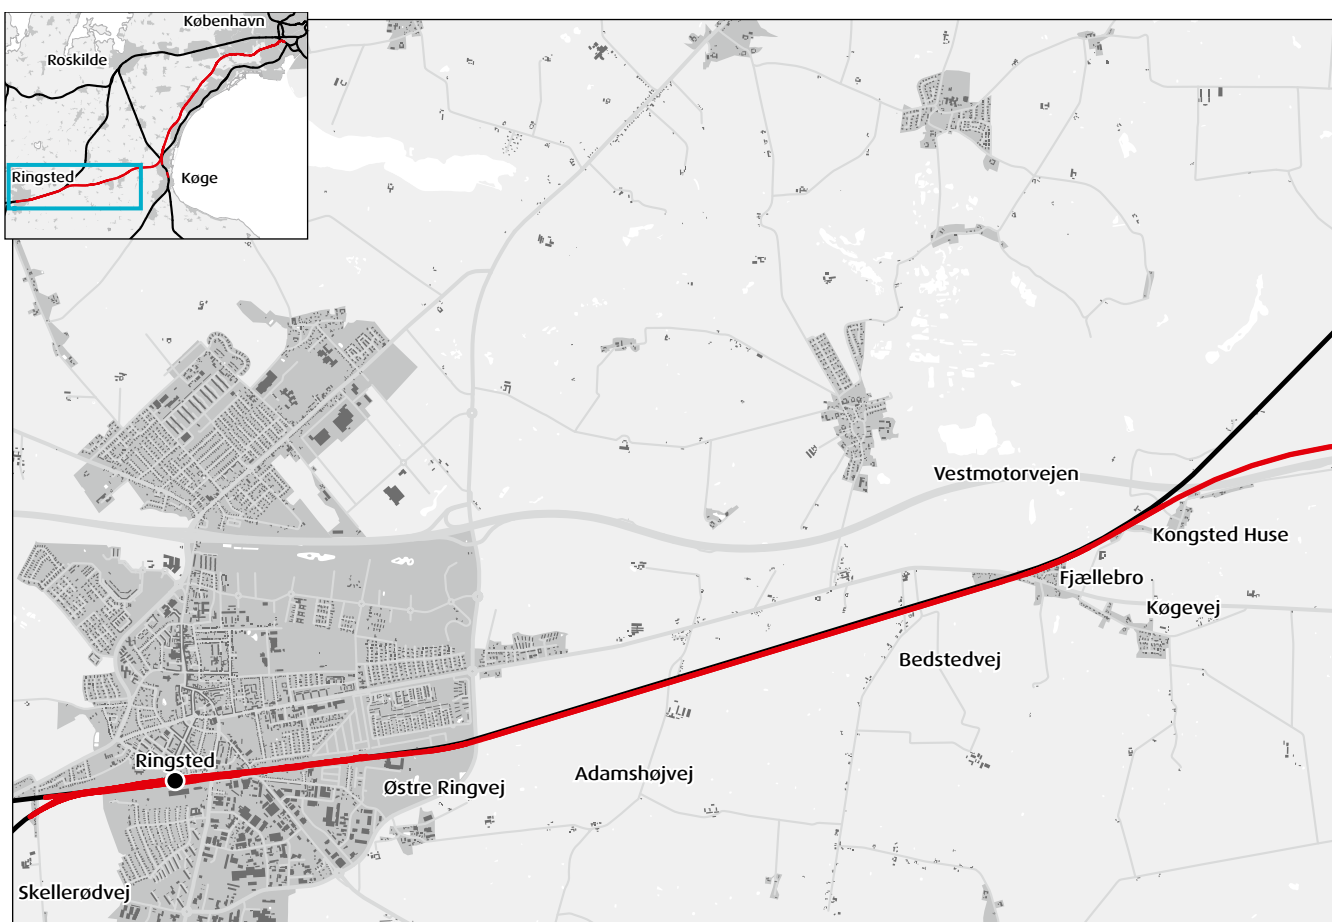 København
Roskilde
Ringsted
Køge
Vestmotorvejen
Kongsted Huse
Fjællebro
Køgevej
Bedstedvej
Ringsted
Adamshøjvej
Østre Ringvej
Skellerødvej